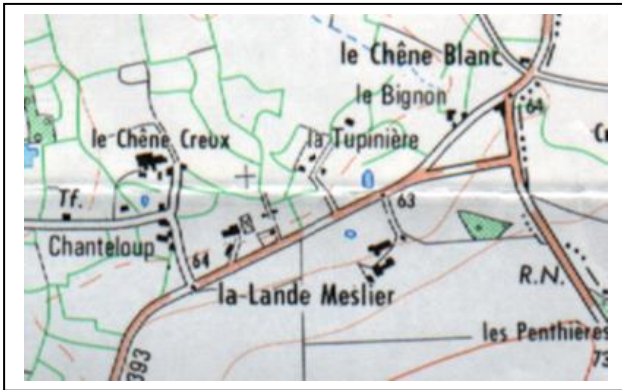 le Chêne Blanc
le Bignon
64
le Chêne Creux
la Tupinière
Tf.
63
Chanteloup
64
la-Lande Meslier
R.N.
les Penthières
393
73